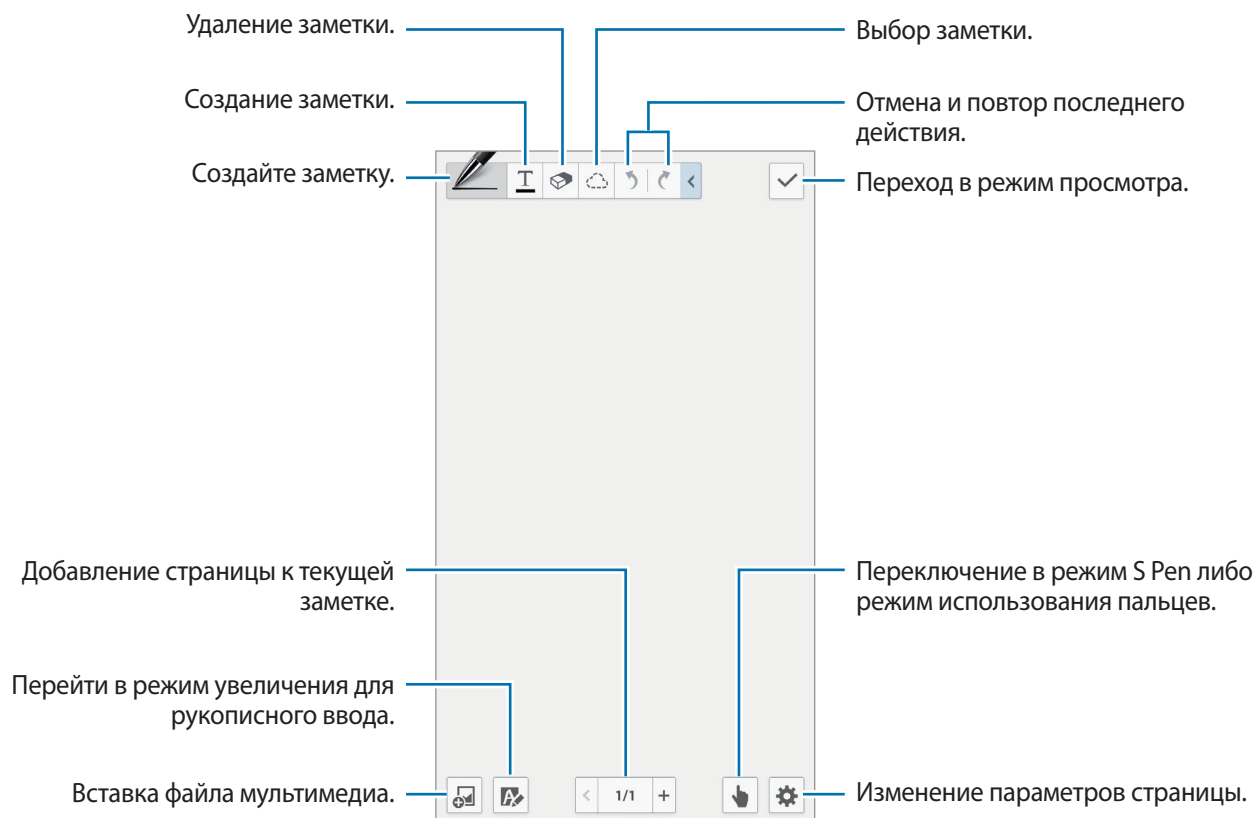 Удаление заметки.
Выбор заметки.
Создание заметки.
Отмена и повтор последнего
действия.
Создайте заметку.
T
Переход в режим просмотра.
Добавление страницы к текущей
заметке.
Переключение в режим S Pen либо
режим использования пальцев.
Перейти в режим увеличения для
рукописного ввода.
Вставка файла мультимедиа.
A
1/1 +
Изменение параметров страницы.